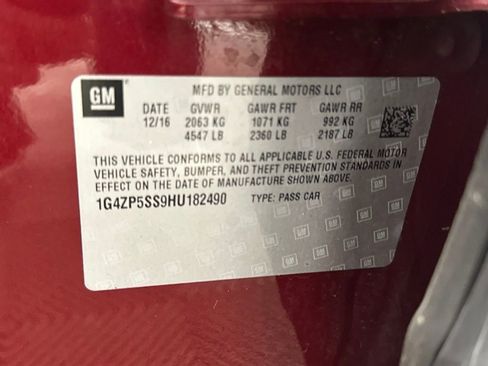 GM
MFD BY GENERAL MOTORS LLC
DATE GVWR GAWR FRT GAWR RR
12/16 2063 KG 1071 KG 992 KG
4547 LB 2360 LB 2187 LB
THIS VEHICLE CONFORMS TO ALL APPLICABLE U.S. FEDERAL MOTOR
VEHICLE SAFETY, BUMPER, AND THEFT PREVENTION STANDARDS IN
EFFECT ON THE DATE OF MANUFACTURE SHOWN ABOVE.
1G4ZP5SS9HU182490 TYPE: PASS CAR